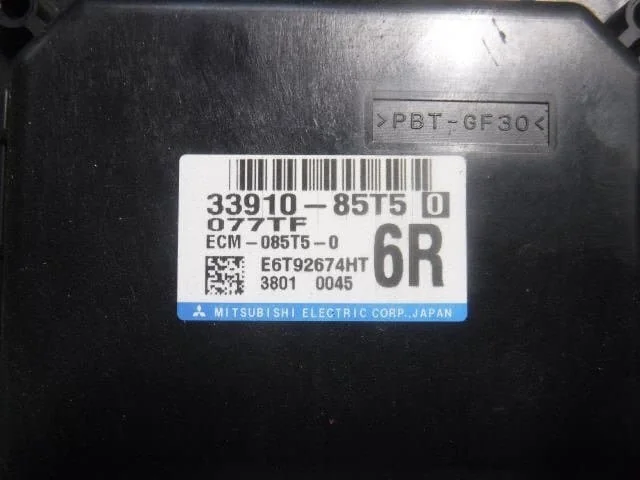 >PBT-GF30<
33910-85T5 0
077TF
ECM-085T5-0
E6T92674HT 6R
3801 0045
MITSUBISHI ELECTRIC CORP., JAPAN